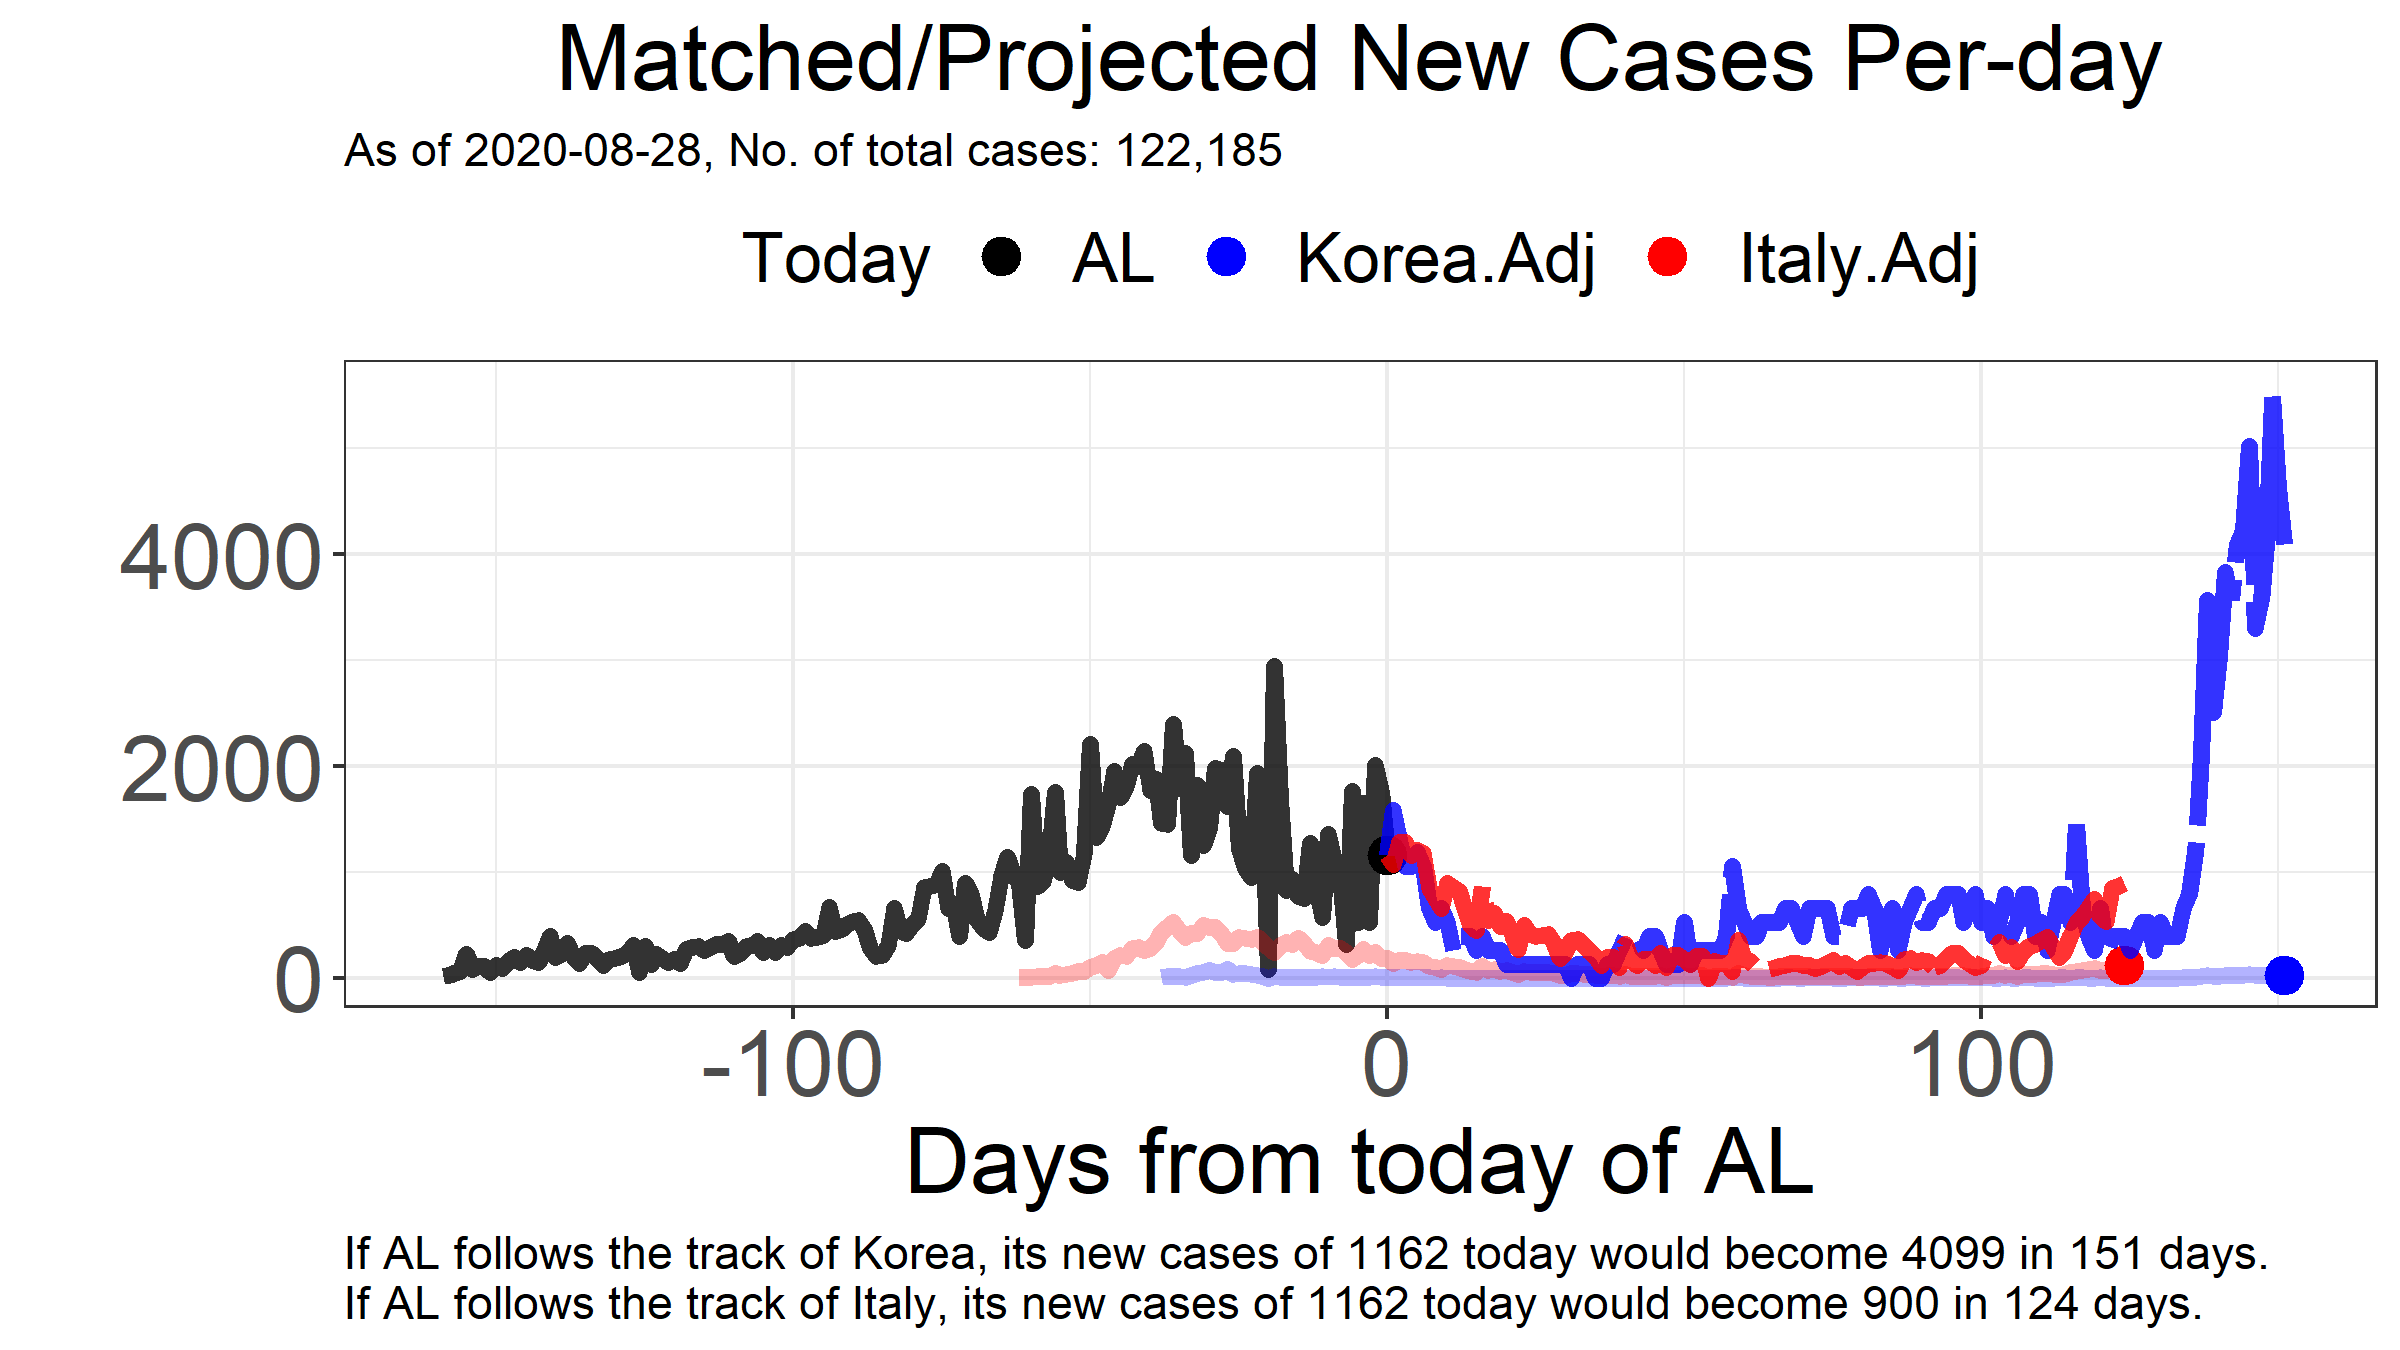 Matched/Projected New Cases Per-day
As of 2020-08-28, No. of total cases: 122,185
Today AL Korea.Adj Italy.Adj
4000
2000
0
-100 0 100
Days from today of AL
If AL follows the track of Korea, its new cases of 1162 today would become 4099 in 151 days.
If AL follows the track of Italy, its new cases of 1162 today would become 900 in 124 days.